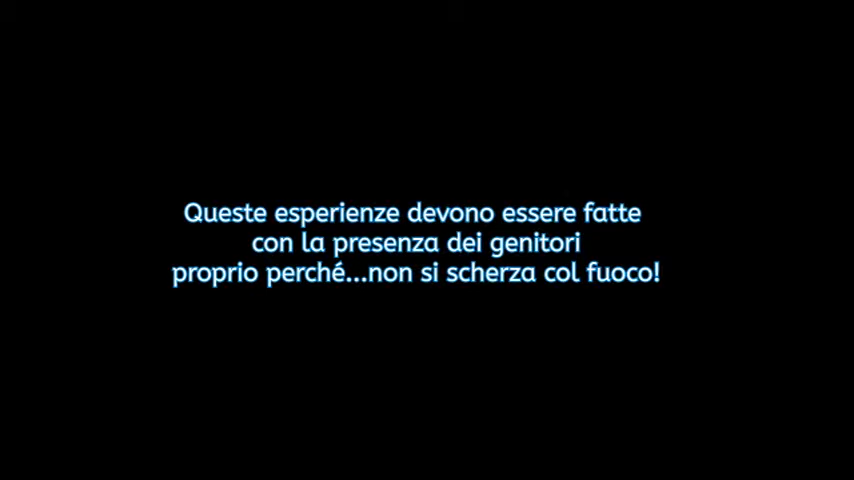 Queste esperienze devono essere fatte
con la presenza dei genitori
proprio perché...non si scherza col fuoco!